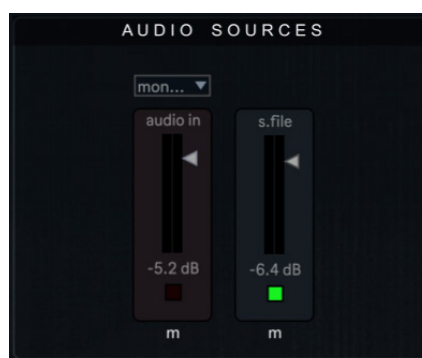 AUDIO SOURCES
mon...
audio in s.file
-5.2 dB -6.4 dB
m m